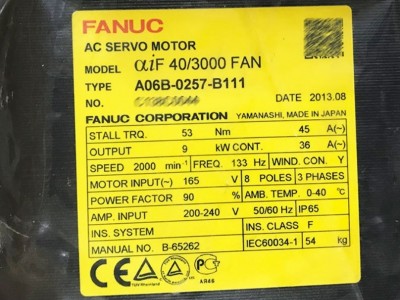 FANUC
AC SERVO MOTOR
MODEL αiF 40/3000 FAN
TYPE A06B-0257-B111
NO.
DATE 2013.08
FANUC CORPORATION YAMANASHI, MADE IN JAPAN
STALL TRQ. 53 Nm 45 A(~)
OUTPUT 9 kW CONT. 36 A(~)
SPEED 2000 min⁻¹ FREQ. 133 Hz WIND. CON. Y
MOTOR INPUT(~) 165 V 8 POLES 3 PHASES
POWER FACTOR 90 % AMB. TEMP. 0-40 °C
AMP. INPUT 200-240 V 50/60 Hz IP65
INS. SYSTEM INS. CLASS F
MANUAL NO. B-65262 IEC60034-1 54 kg
CE